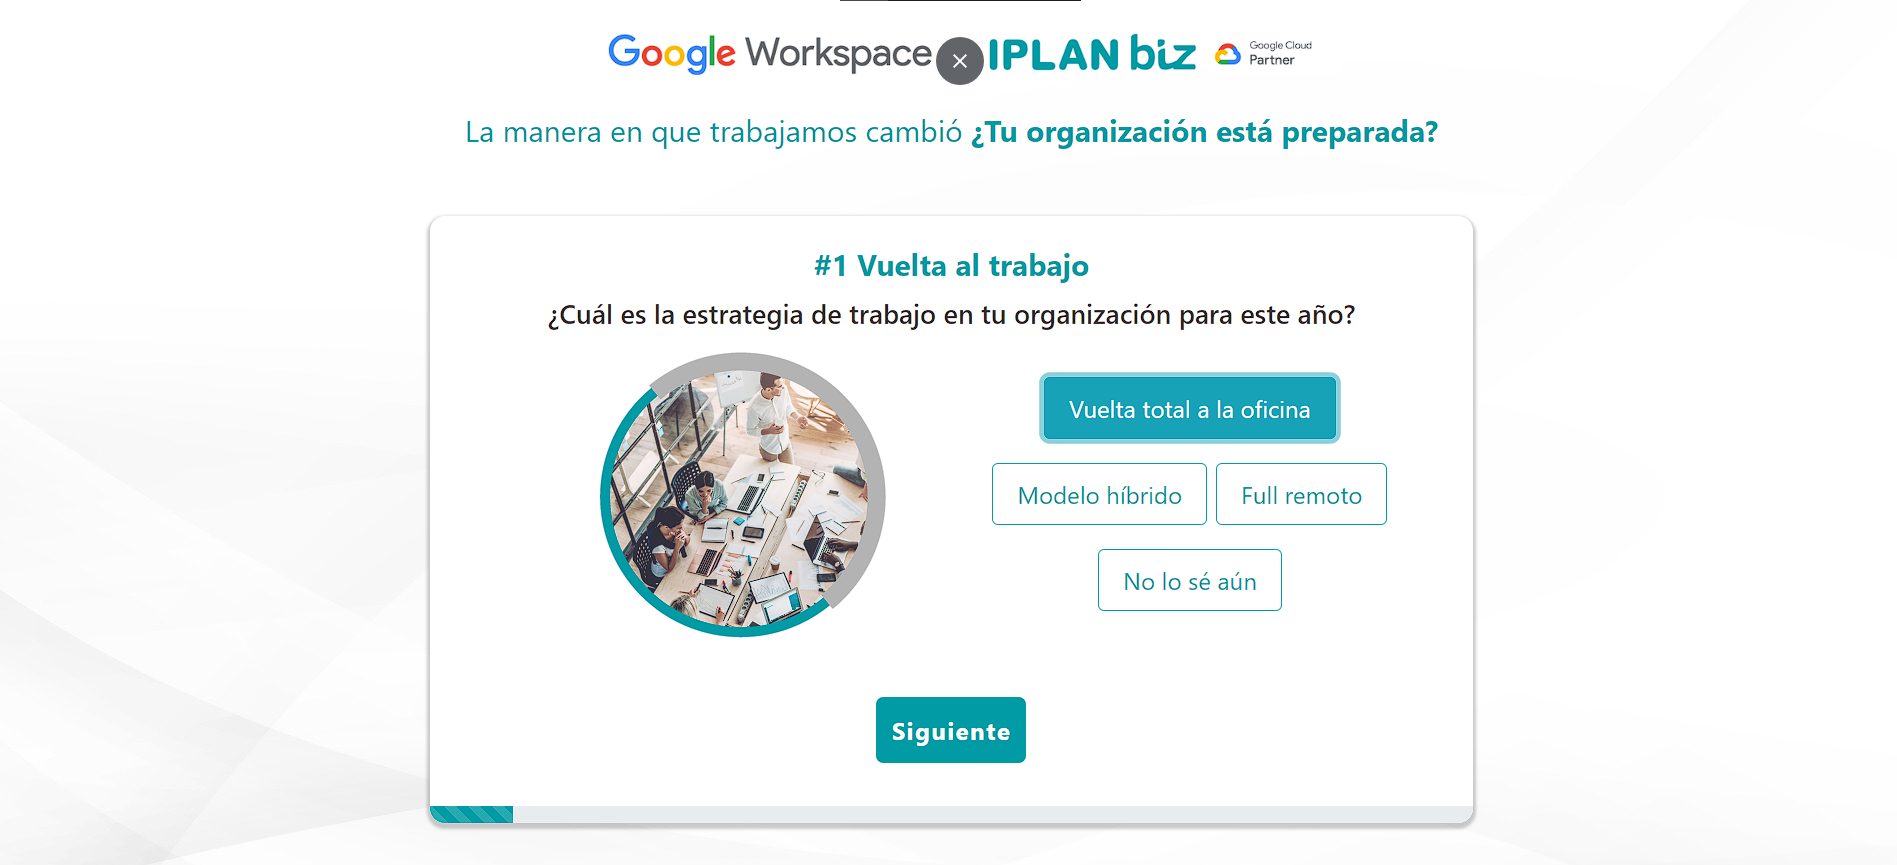 Google Workspace IPLAN biz Google Cloud Partner
La manera en que trabajamos cambió ¿Tu organización está preparada?
#1 Vuelta al trabajo
¿Cuál es la estrategia de trabajo en tu organización para este año?
Vuelta total a la oficina
Modelo híbrido Full remoto
No lo sé aún
Siguiente